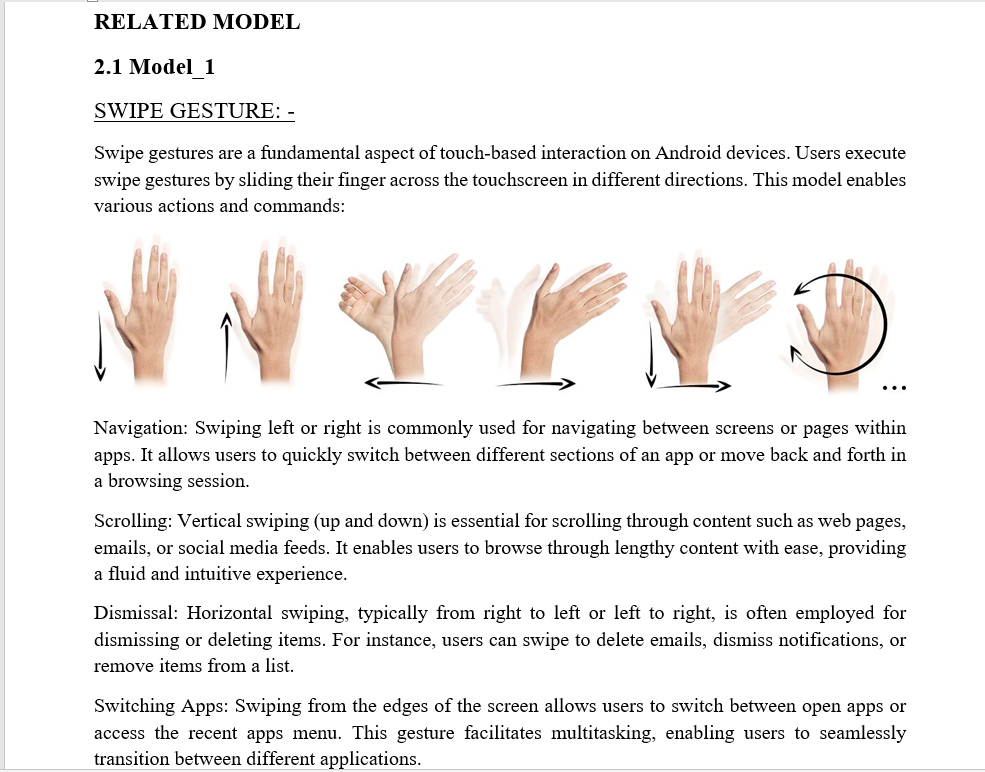 RELATED MODEL
2.1 Model_1
SWIPE GESTURE: -
Swipe gestures are a fundamental aspect of touch-based interaction on Android devices. Users execute
swipe gestures by sliding their finger across the touchscreen in different directions. This model enables
various actions and commands:
...
Navigation: Swiping left or right is commonly used for navigating between screens or pages within
apps. It allows users to quickly switch between different sections of an app or move back and forth in
a browsing session.
Scrolling: Vertical swiping (up and down) is essential for scrolling through content such as web pages,
emails, or social media feeds. It enables users to browse through lengthy content with ease, providing
a fluid and intuitive experience.
Dismissal: Horizontal swiping, typically from right to left or left to right, is often employed for
dismissing or deleting items. For instance, users can swipe to delete emails, dismiss notifications, or
remove items from a list.
Switching Apps: Swiping from the edges of the screen allows users to switch between open apps or
access the recent apps menu. This gesture facilitates multitasking, enabling users to seamlessly
transition between different applications.